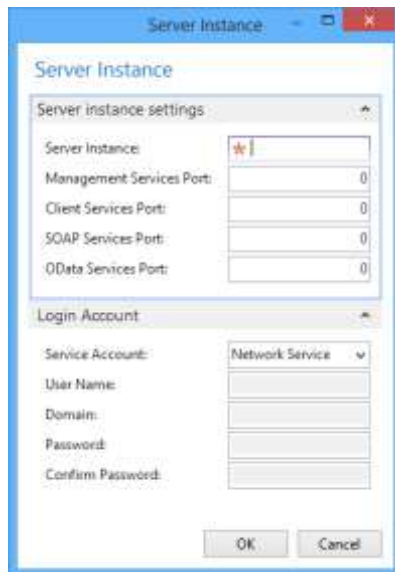 Server Instance
Server Instance
Server instance settings
Server Instance:
Management Services Port: 0
Client Services Port: 0
SOAP Services Port: 0
OData Services Port: 0
Login Account
Service Account: Network Service
User Name:
Domain:
Password:
Confirm Password:
OK Cancel